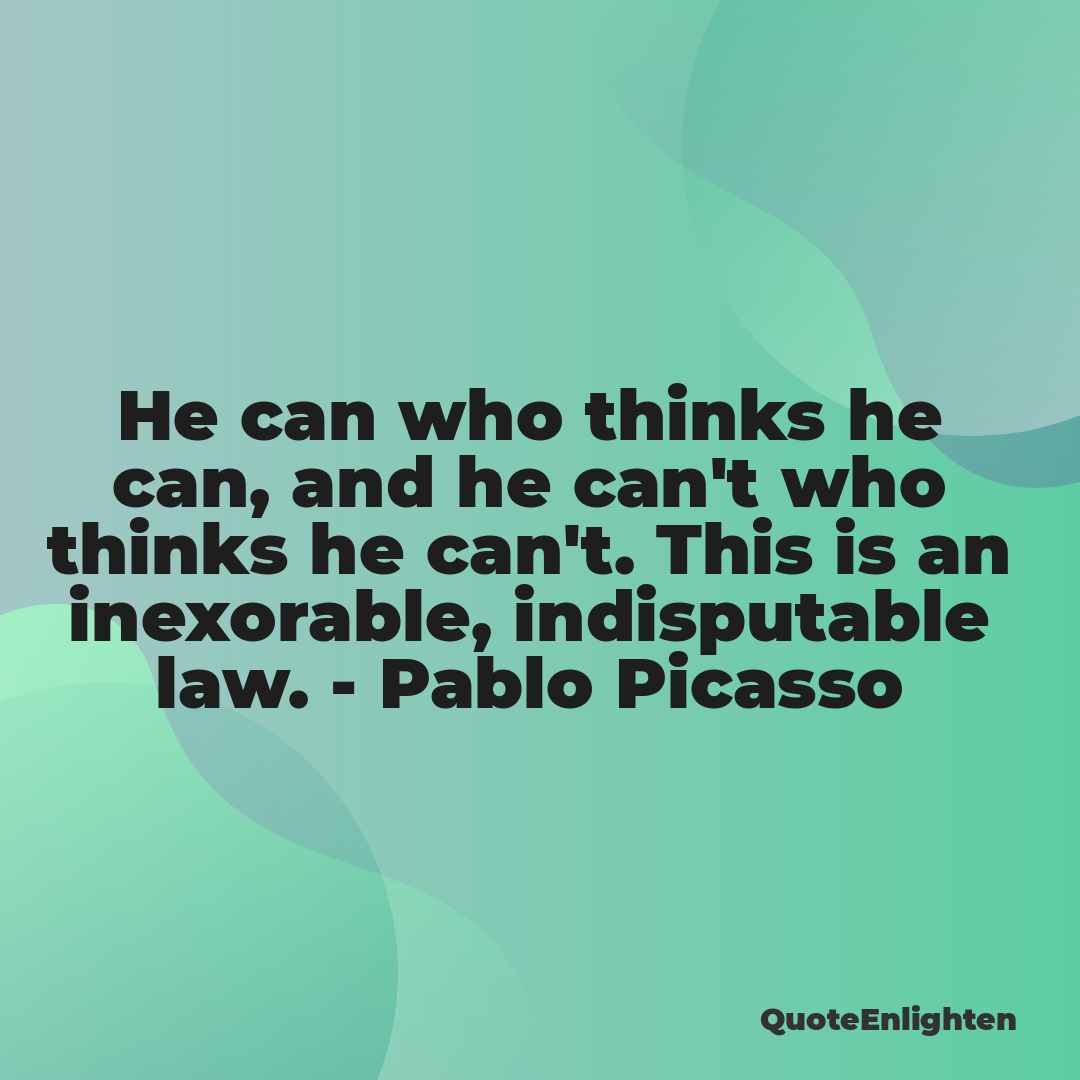 He can who thinks he
can, and he can't who
thinks he can't. This is an
inexorable, indisputable
law. - Pablo Picasso
QuoteEnlighten